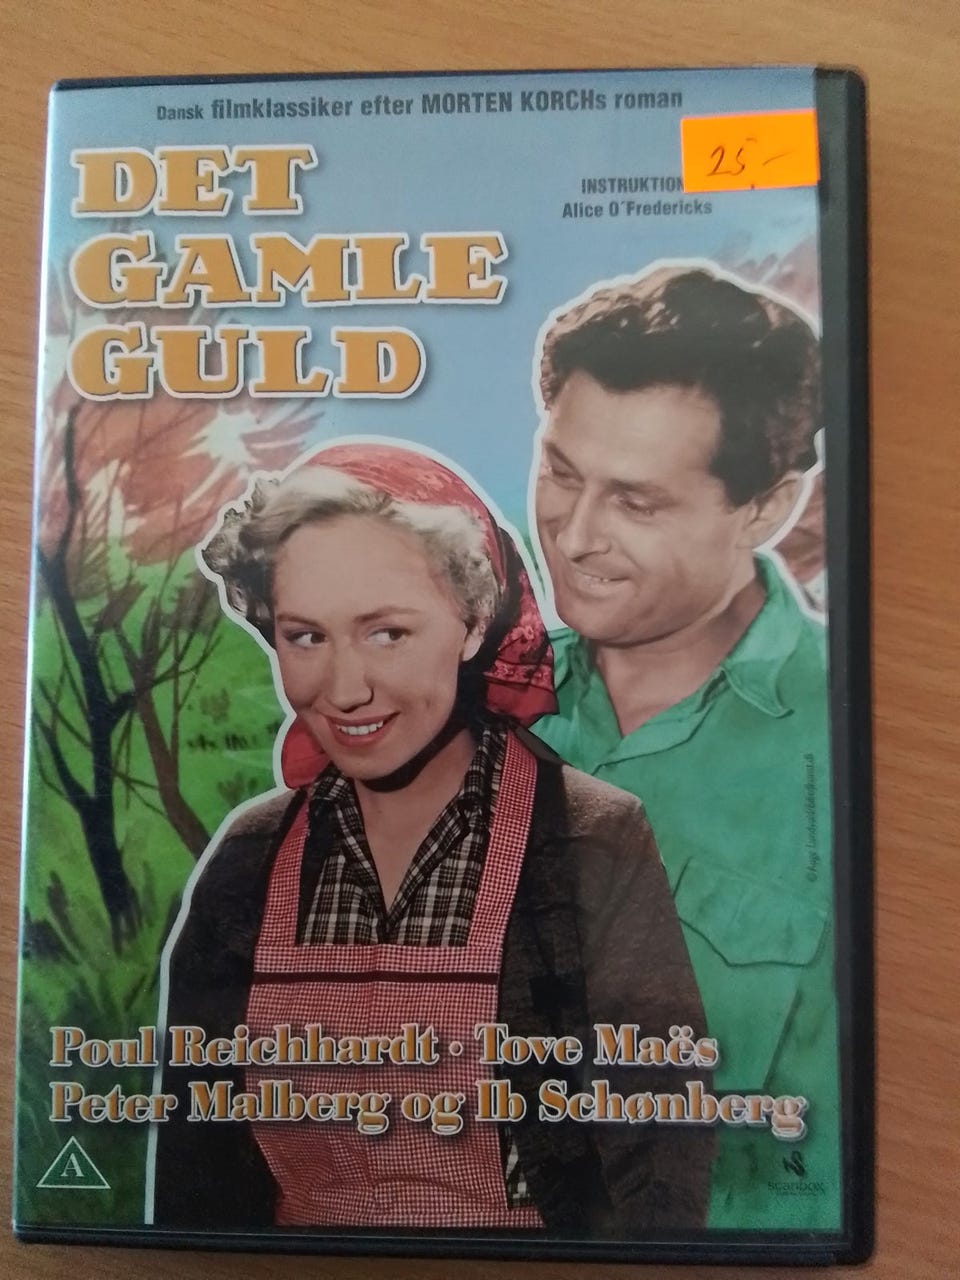 Dansk filmklassiker efter MORTEN KORCHs roman
25,-
DET
GAMLE
GULD
INSTRUKTION
Alice O´Fredericks
Poul Reichhardt • Tove Maës
Peter Malberg og Ib Schønberg
A
scanbox